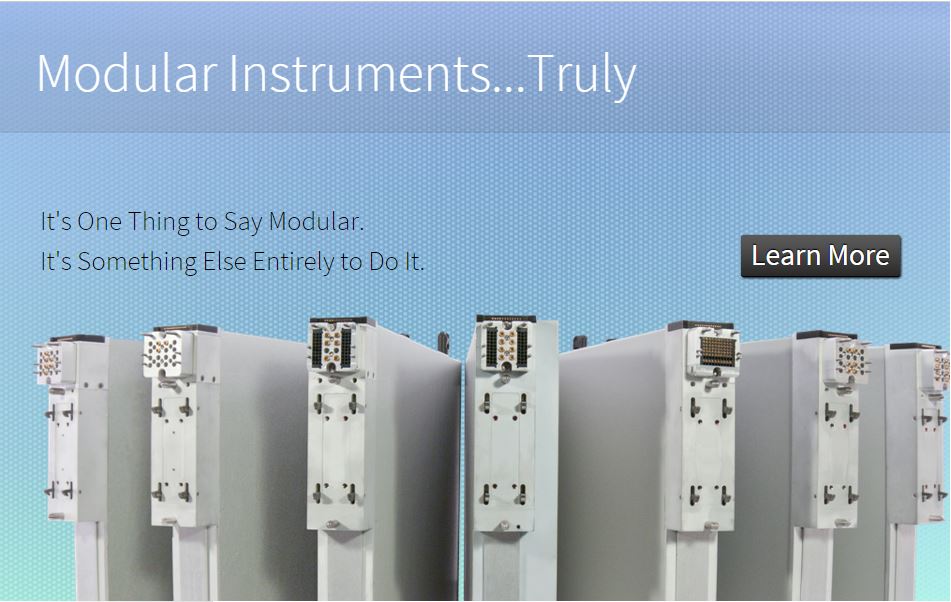 Modular Instruments...Truly
It's One Thing to Say Modular.
It's Something Else Entirely to Do It.
Learn More